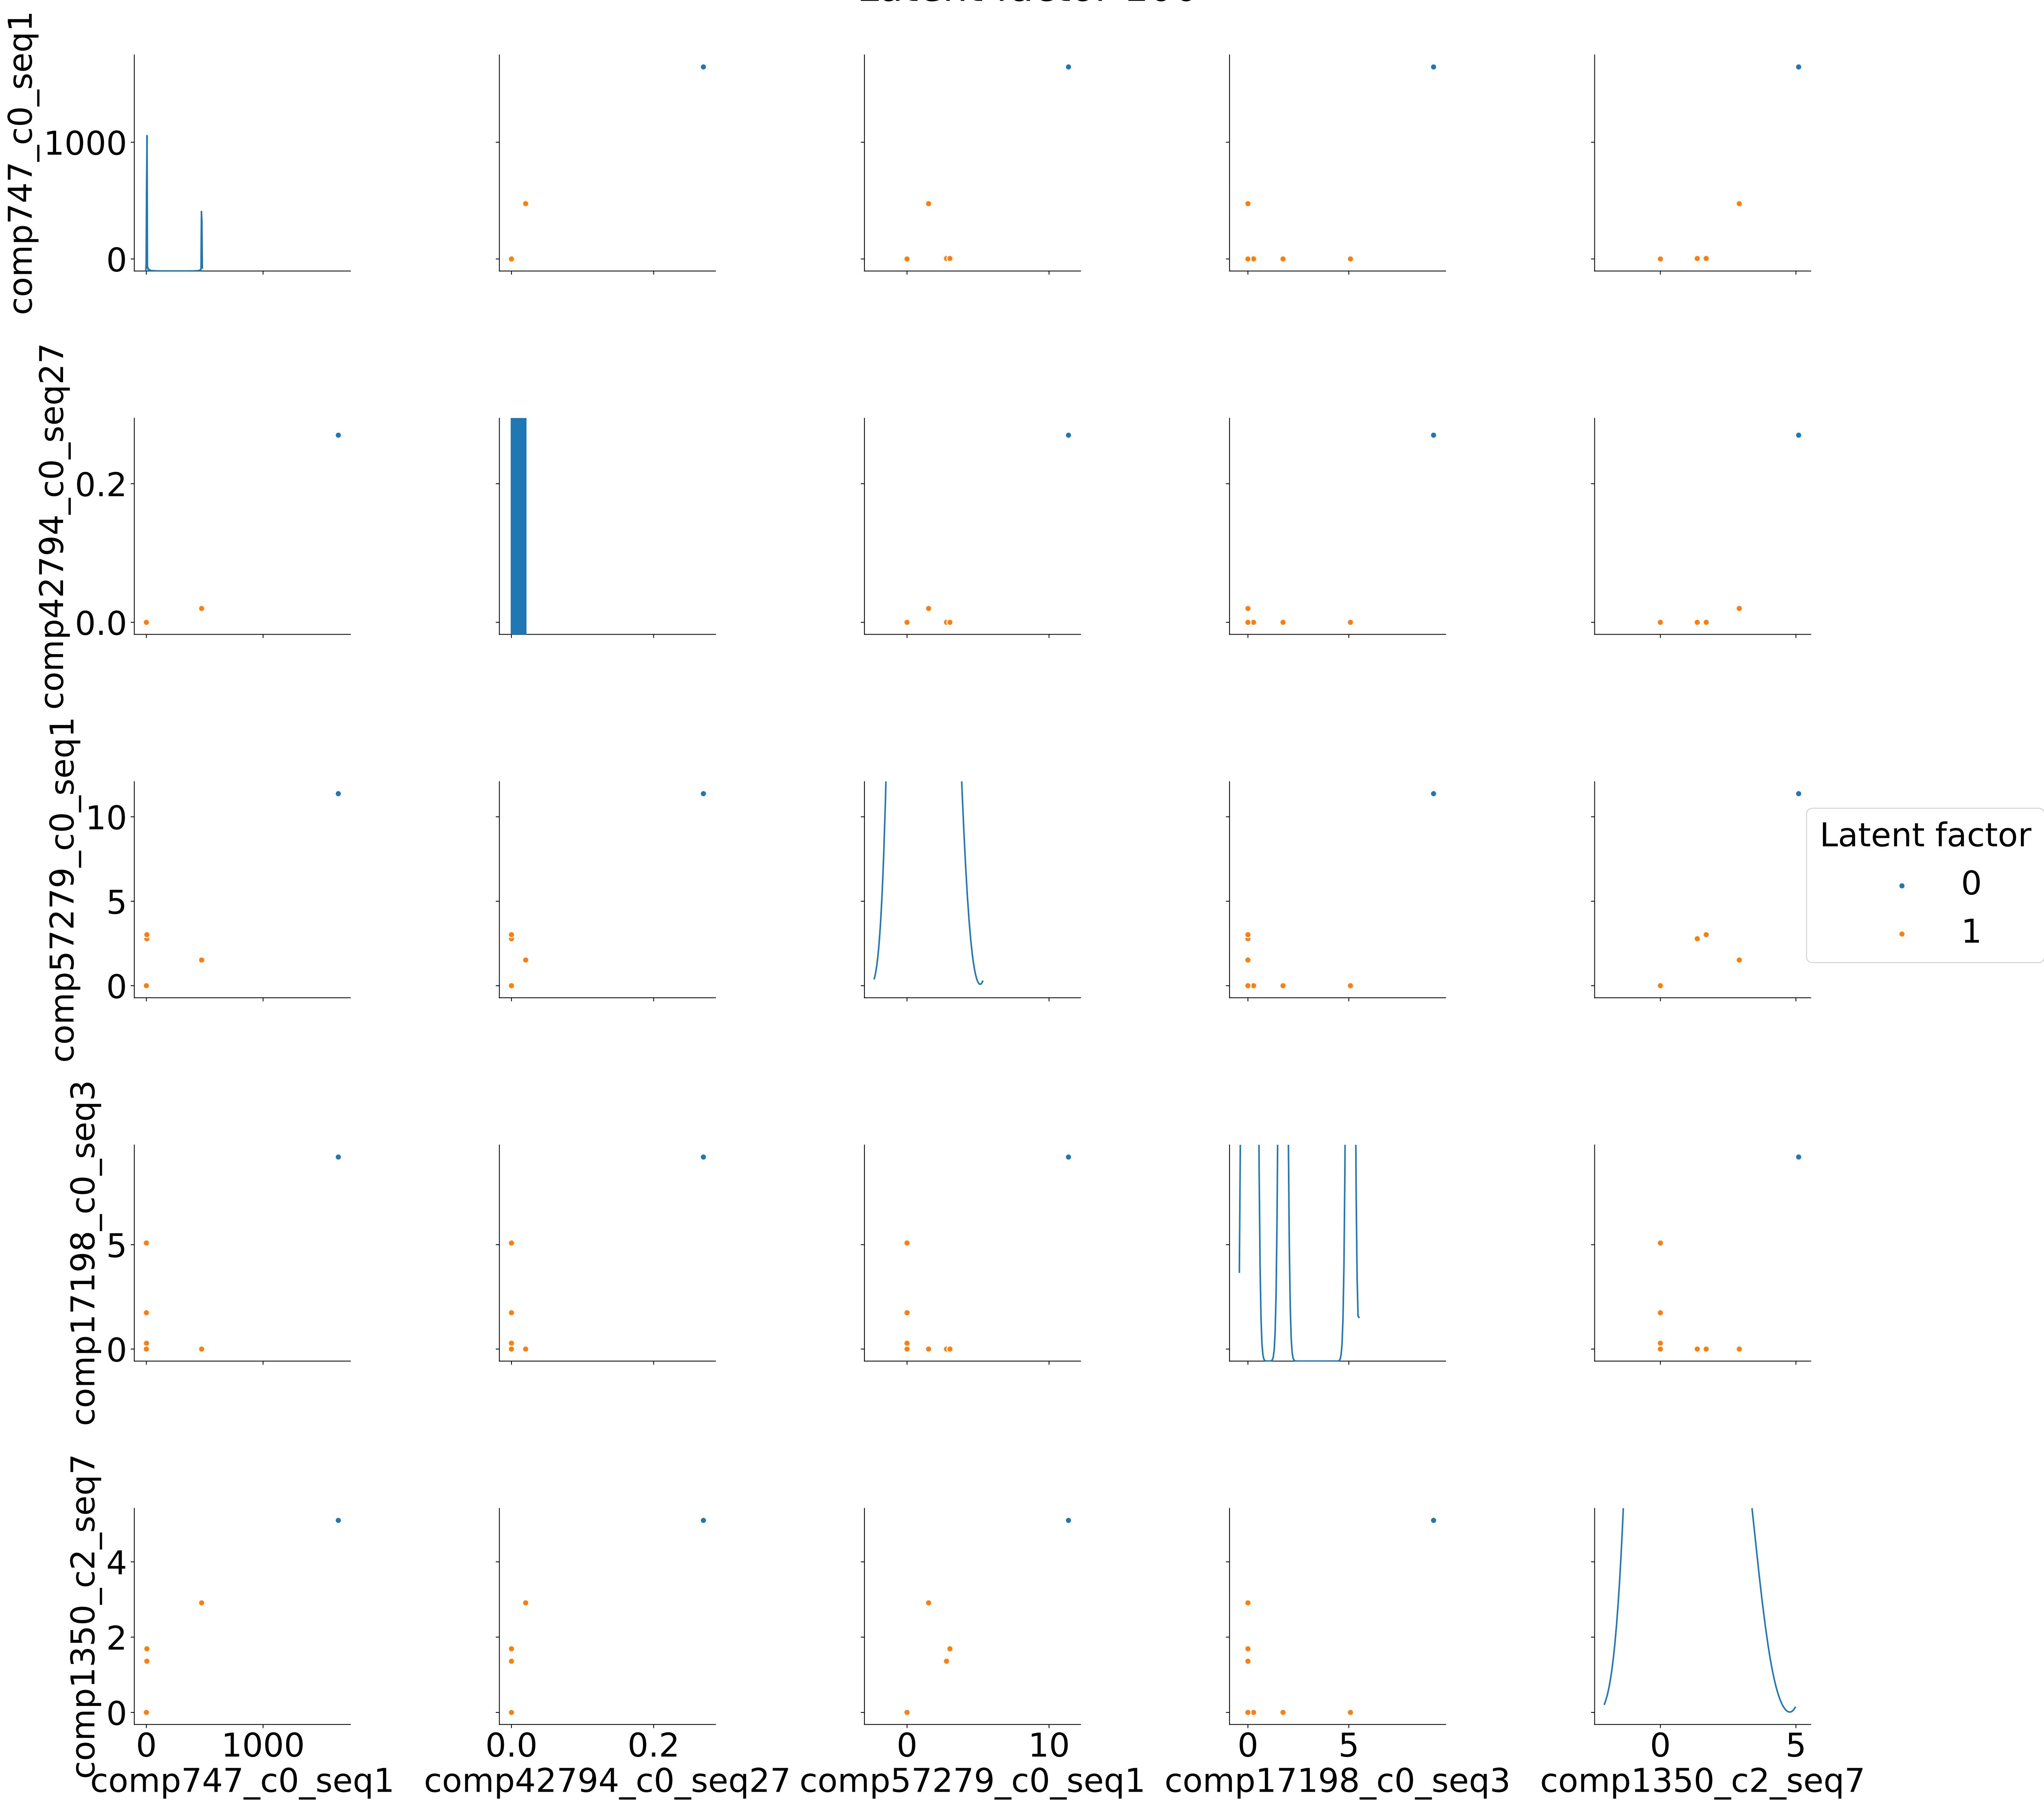 comp747_c0_seq1
1000
0
comp42794_c0_seq27
0.2
0.0
comp57279_c0_seq1
10
5
0
Latent factor
0
1
comp17198_c0_seq3
5
0
comp1350_c2_seq7
4
2
0
0 1000 0.0 0.2 0 10 0 5 0 5
comp747_c0_seq1 comp42794_c0_seq27 comp57279_c0_seq1 comp17198_c0_seq3 comp1350_c2_seq7